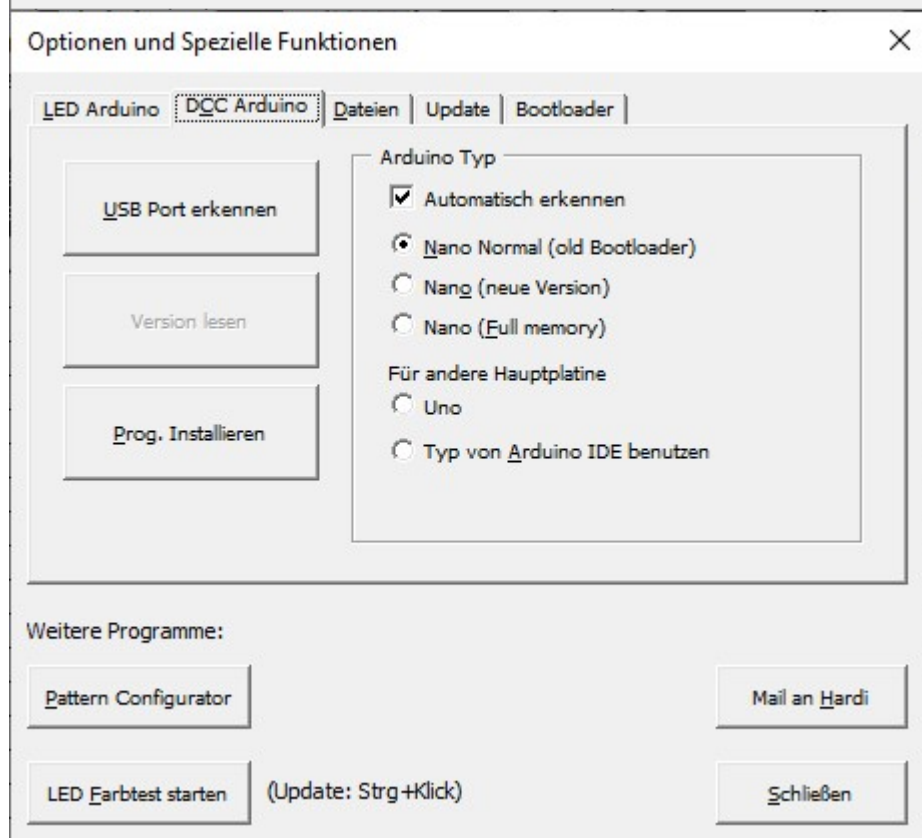 Optionen und Spezielle Funktionen
LED Arduino
DCC Arduino
Dateien
Update
Bootloader
USB Port erkennen
Version lesen
Prog. Installieren
Arduino Typ
Automatisch erkennen
Nano Normal (old Bootloader)
Nano (neue Version)
Nano (Full memory)
Für andere Hauptplatine
Uno
Typ von Arduino IDE benutzen
Weitere Programme:
Pattern Configurator
Mail an Hardi
LED Farbtest starten
(Update: Strg+Klick)
Schließen